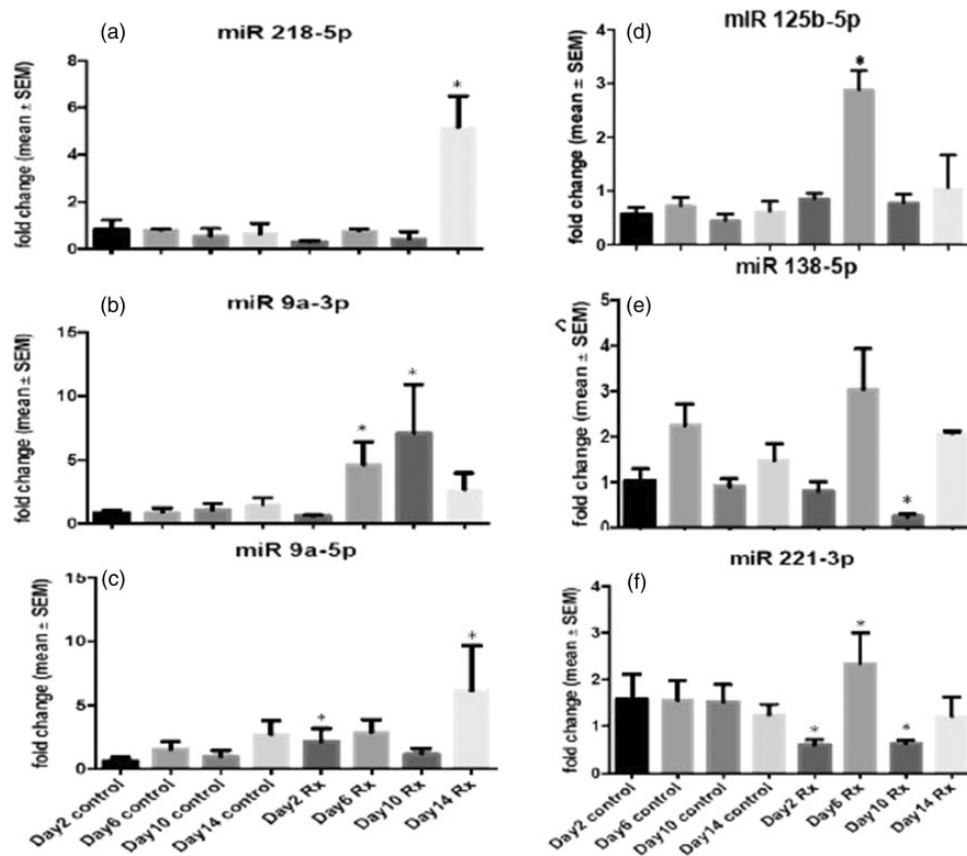 (a)
miR 218-5p
fold change (mean ± SEM)
8
6
4
2
0
*
(b)
miR 9a-3p
fold change (mean ± SEM)
15
10
5
0
*
*
(c)
miR 9a-5p
fold change (mean ± SEM)
15
10
5
0
*
*
Day2 control
Day6 control
Day10 control
Day14 control
Day2 Rx
Day6 Rx
Day10 Rx
Day14 Rx
(d)
miR 125b-5p
fold change (mean ± SEM)
4
3
2
1
0
*
(e)
miR 138-5p
fold change (mean ± SEM)
5
4
3
2
1
0
*
(f)
miR 221-3p
fold change (mean ± SEM)
4
3
2
1
0
*
*
*
Day2 control
Day6 control
Day10 control
Day14 control
Day2 Rx
Day6 Rx
Day10 Rx
Day14 Rx